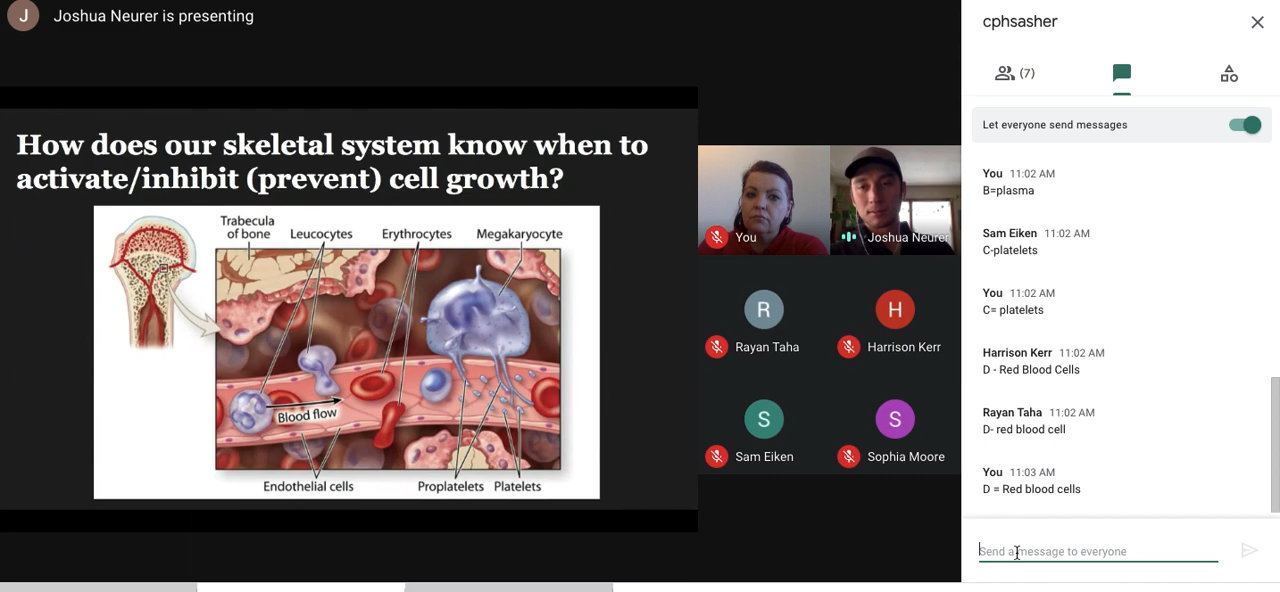 J
Joshua Neurer is presenting
How does our skeletal system know when to
activate/inhibit (prevent) cell growth?
Trabecula
of bone
Leucocytes
Erythrocytes
Megakaryocyte
Blood flow
Endothelial cells
Proplatelets
Platelets
You
Joshua Neurer
R
Rayan Taha
H
Harrison Kerr
S
Sam Eiken
S
Sophia Moore
cphsasher
(7)
Let everyone send messages
You 11:02 AM
B=plasma
Sam Eiken 11:02 AM
C-platelets
You 11:02 AM
C= platelets
Harrison Kerr 11:02 AM
D - Red Blood Cells
Rayan Taha 11:02 AM
D- red blood cell
You 11:03 AM
D = Red blood cells
Send a message to everyone